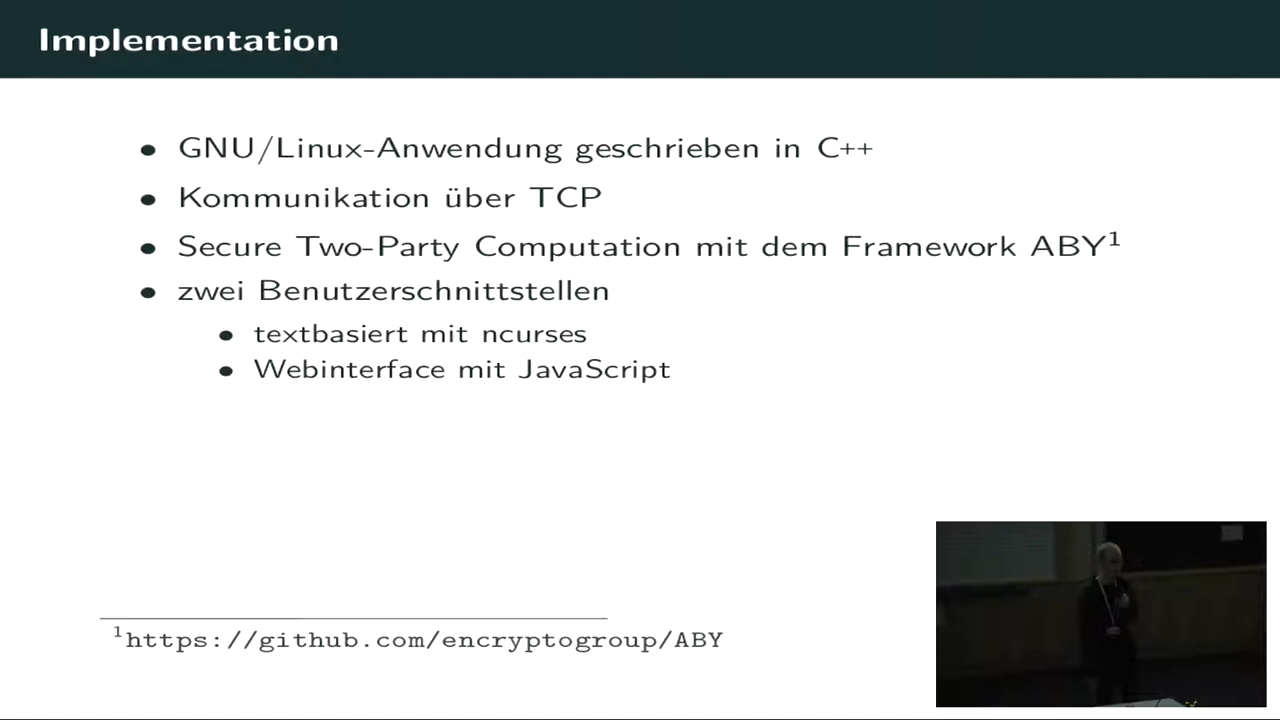 Implementation
• GNU/Linux-Anwendung geschrieben in C++
• Kommunikation über TCP
• Secure Two-Party Computation mit dem Framework ABY¹
• zwei Benutzerschnittstellen
• textbasiert mit ncurses
• Webinterface mit JavaScript
¹https://github.com/encryptogroup/ABY